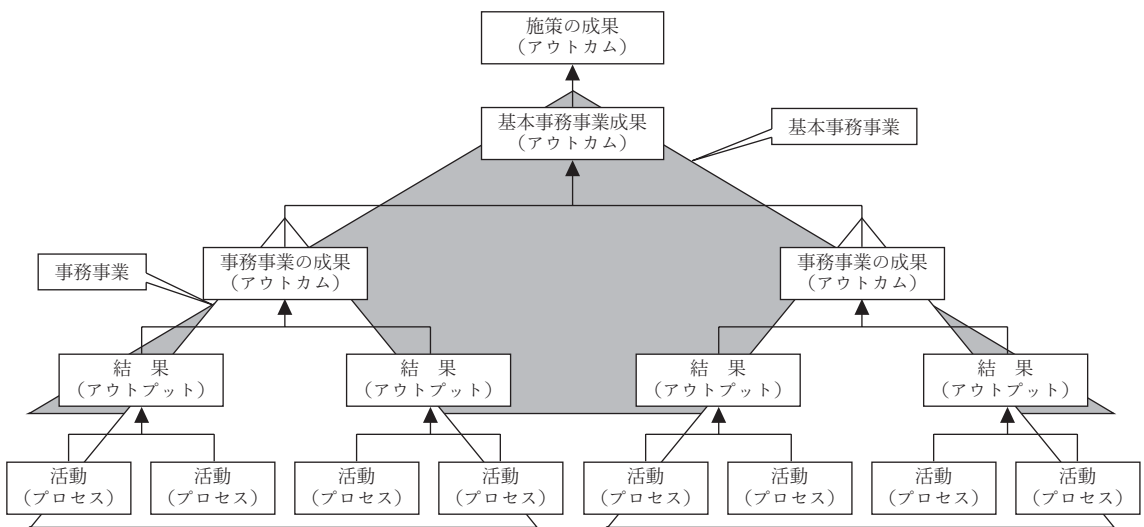 施策の成果
（アウトカム）
基本事務事業成果
（アウトカム）
基本事務事業
事務事業の成果
（アウトカム）
事務事業の成果
（アウトカム）
事務事業
結　果
（アウトプット）
結　果
（アウトプット）
結　果
（アウトプット）
結　果
（アウトプット）
活動
（プロセス）
活動
（プロセス）
活動
（プロセス）
活動
（プロセス）
活動
（プロセス）
活動
（プロセス）
活動
（プロセス）
活動
（プロセス）